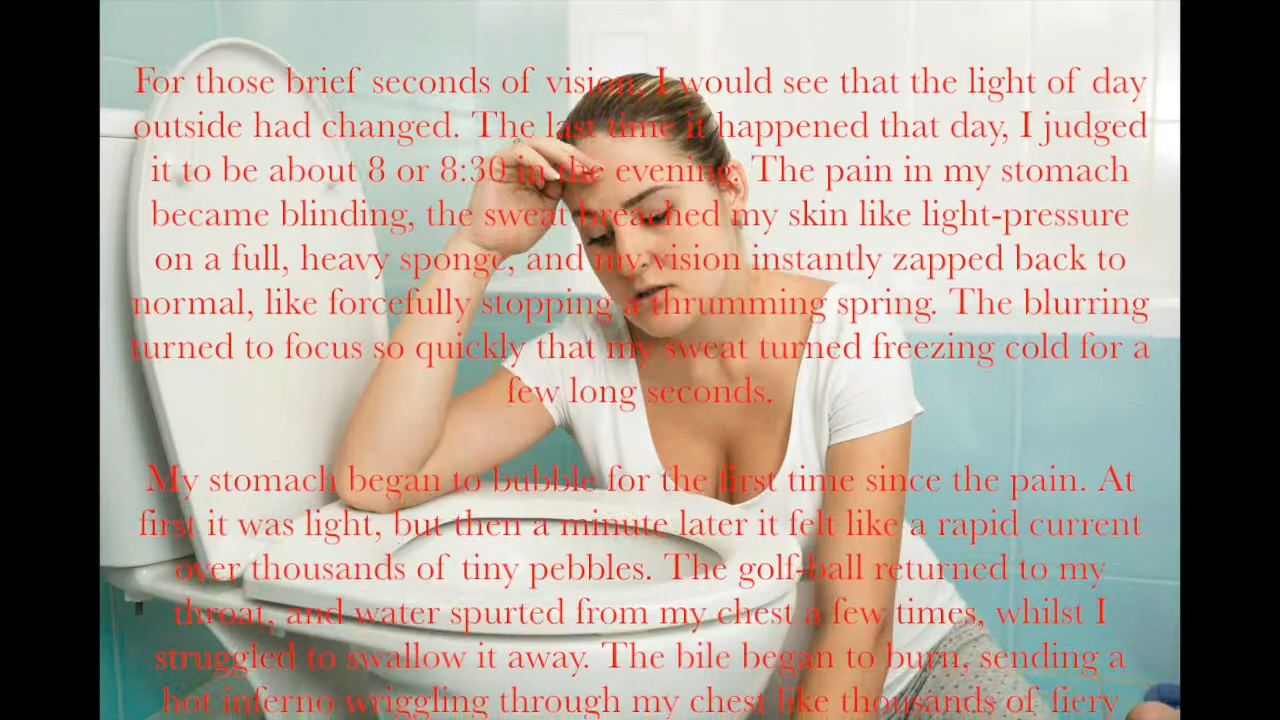 For those brief seconds of vision, I would see that the light of day
outside had changed. The last time it happened that day, I judged
it to be about 8 or 8:30 in the evening. The pain in my stomach
became blinding, the sweat breached my skin like light-pressure
on a full, heavy sponge, and my vision instantly zapped back to
normal, like forcefully stopping a thrumming spring. The blurring
turned to focus so quickly that my sweat turned freezing cold for a
few long seconds.
My stomach began to bubble for the first time since the pain. At
first it was light, but then a minute later it felt like a rapid current
over thousands of tiny pebbles. The golf-ball returned to my
throat, and water spurted from my chest a few times, whilst I
struggled to swallow it away. The bile began to burn, sending a
hot inferno wriggling through my chest like thousands of fiery